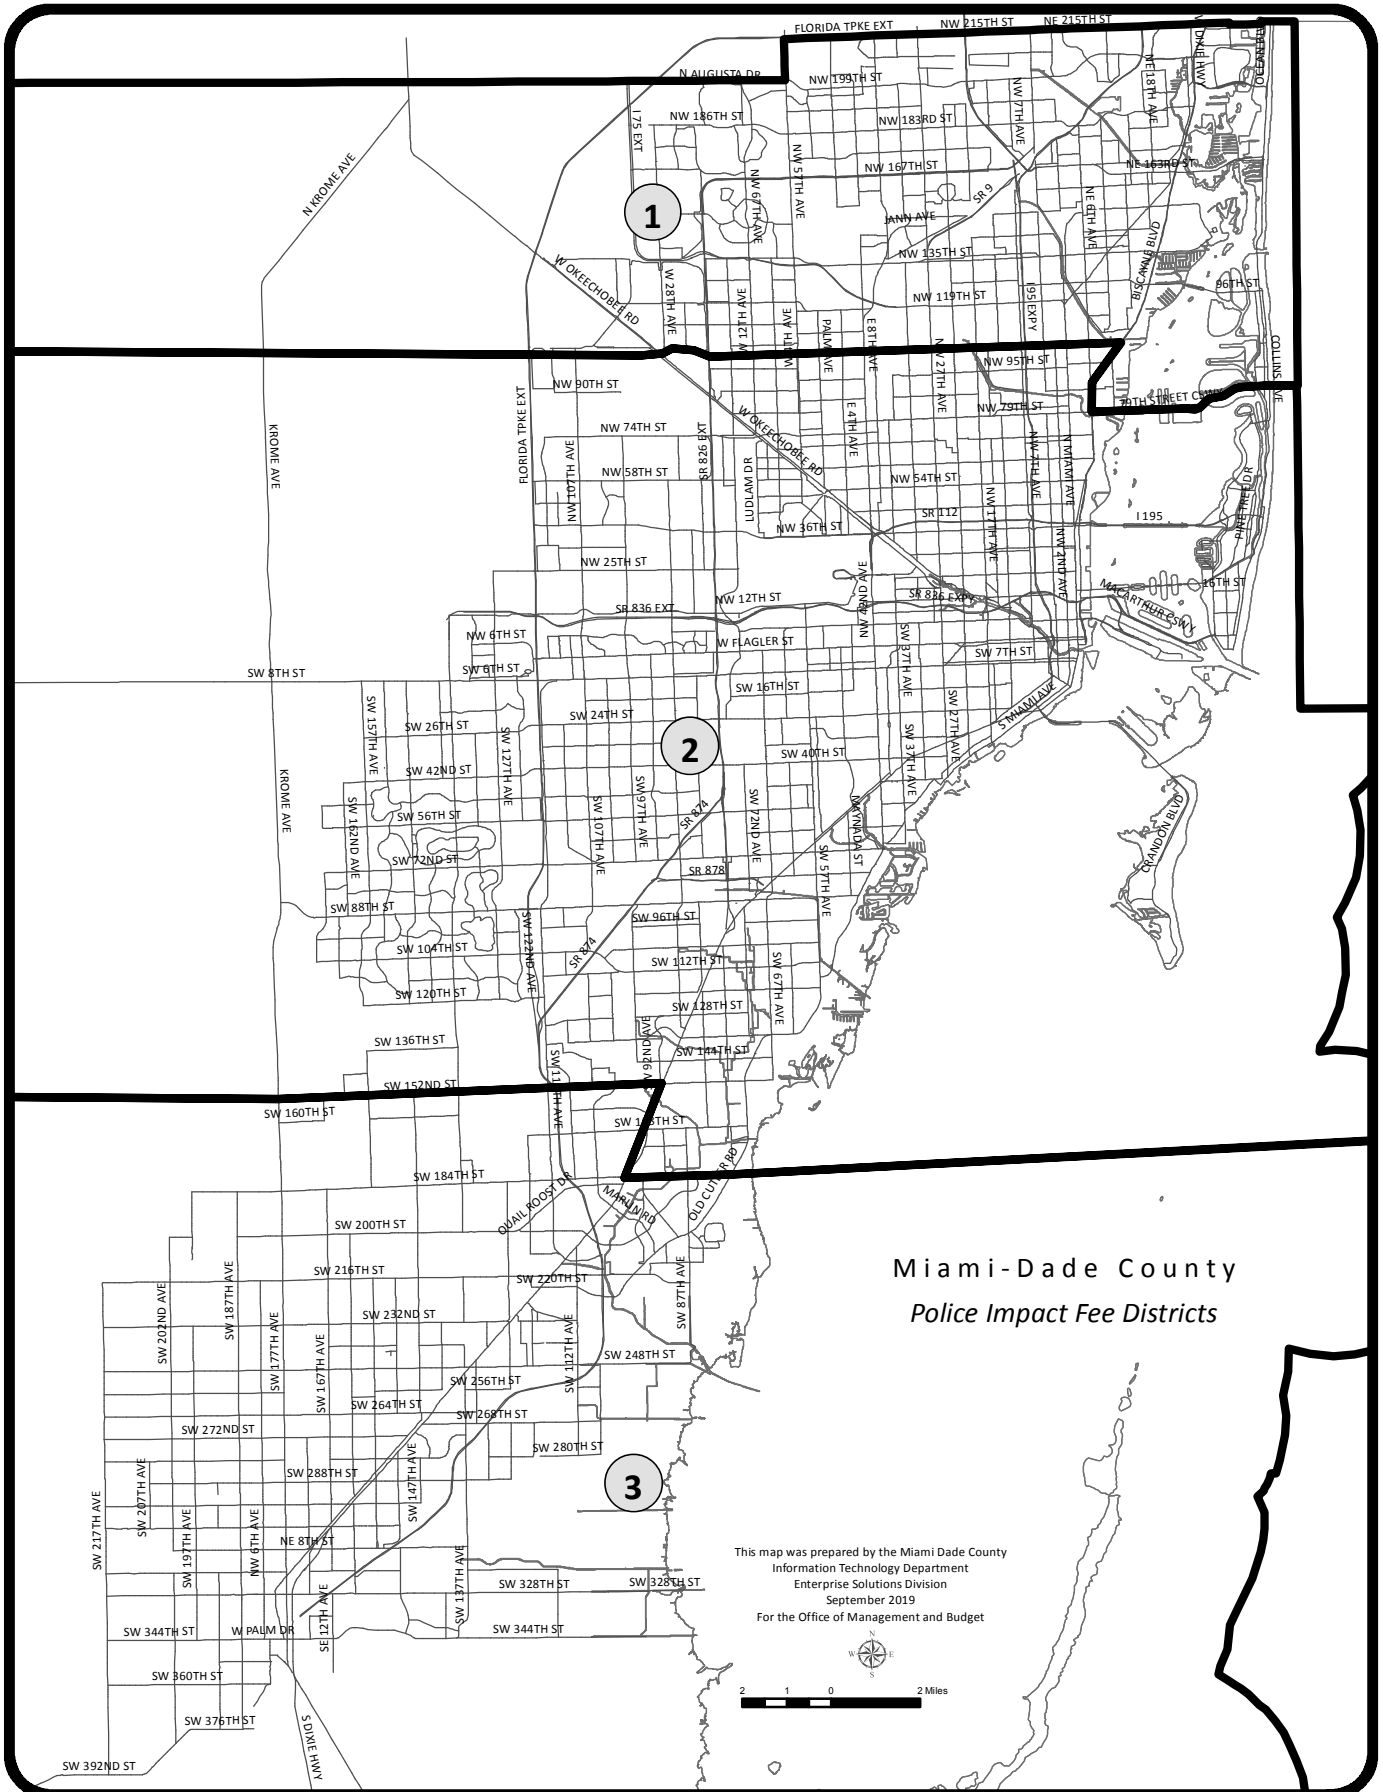 FLORIDA TPKE EXT
NW 215TH ST
NE 215TH ST
W DIXIE HWY
N AUGUSTA DR
NW 199TH ST
NE 18TH AVE
I 75 EXT
NW 186TH ST
NW 183RD ST
NW 7TH AVE
N KROME AVE
NW 57TH AVE
NW 167TH ST
NE 163RD ST
1
NW 67TH AVE
SR 9
JANN AVE
NE 6TH AVE
NW 135TH ST
BISCAYNE BLVD
W OKEECHOBEE RD
W 28TH AVE
W 12TH AVE
NW 119TH ST
I 95 EXPY
96TH ST
PALM AVE
E 8TH AVE
NW 27TH AVE
NW 95TH ST
COLLINS AVE
NW 90TH ST
FLORIDA TPKE EXT
79TH STREET CSWY
NW 79TH ST
E 4TH AVE
W OKEECHOBEE RD
KROME AVE
NW 74TH ST
SR 826 EXT
NW 107TH AVE
NW 58TH ST
LUDLAM DR
NW 54TH ST
NW 7TH AVE
N MIAMI AVE
NW 17TH AVE
PINE TREE DR
SR 112
I 195
NW 36TH ST
NW 25TH ST
NW 2ND AVE
NW 42ND AVE
16TH ST
MACARTHUR CSWY
NW 12TH ST
SR 836 EXPY
SR 836 EXT
NW 6TH ST
W FLAGLER ST
SW 37TH AVE
SW 7TH ST
SW 8TH ST
SW 6TH ST
SW 16TH ST
S MIAMI AVE
SW 157TH AVE
SW 26TH ST
SW 24TH ST
SW 27TH AVE
SW 127TH AVE
2
SW 40TH ST
SW 37TH AVE
SW 42ND ST
KROME AVE
SW 162ND AVE
SW 56TH ST
SW 107TH AVE
SW 97TH AVE
SR 874
SW 72ND AVE
MAYNADA ST
CRANDON BLVD
SW 72ND ST
SR 878
SW 57TH AVE
SW 88TH ST
SW 96TH ST
SW 122ND AVE
SW 104TH ST
SR 874
SW 112TH ST
SW 67TH AVE
SW 120TH ST
SW 128TH ST
SW 136TH ST
SW 92ND AVE
SW 144TH ST
SW 152ND ST
SW 160TH ST
SW 184TH ST
QUAIL ROOST DR
MARLIN RD
OLD CUTLER RD
SW 200TH ST
Miami-Dade County
Police Impact Fee Districts
SW 216TH ST
SW 220TH ST
SW 87TH AVE
SW 202ND AVE
SW 187TH AVE
SW 177TH AVE
SW 232ND ST
SW 167TH AVE
SW 112TH AVE
SW 248TH ST
SW 256TH ST
SW 264TH ST
SW 268TH ST
SW 272ND ST
SW 280TH ST
SW 288TH ST
SW 147TH AVE
3
SW 217TH AVE
SW 207TH AVE
SW 197TH AVE
NW 6TH AVE
NE 8TH ST
SW 137TH AVE
SW 328TH ST
SW 328TH ST
SE 12TH AVE
SW 344TH ST
W PALM DR
SW 344TH ST
SW 360TH ST
SW 376TH ST
S DIXIE HWY
SW 392ND ST
This map was prepared by the Miami Dade County
Information Technology Department
Enterprise Solutions Division
September 2019
For the Office of Management and Budget
N
W
E
S
2 1 0 2 Miles